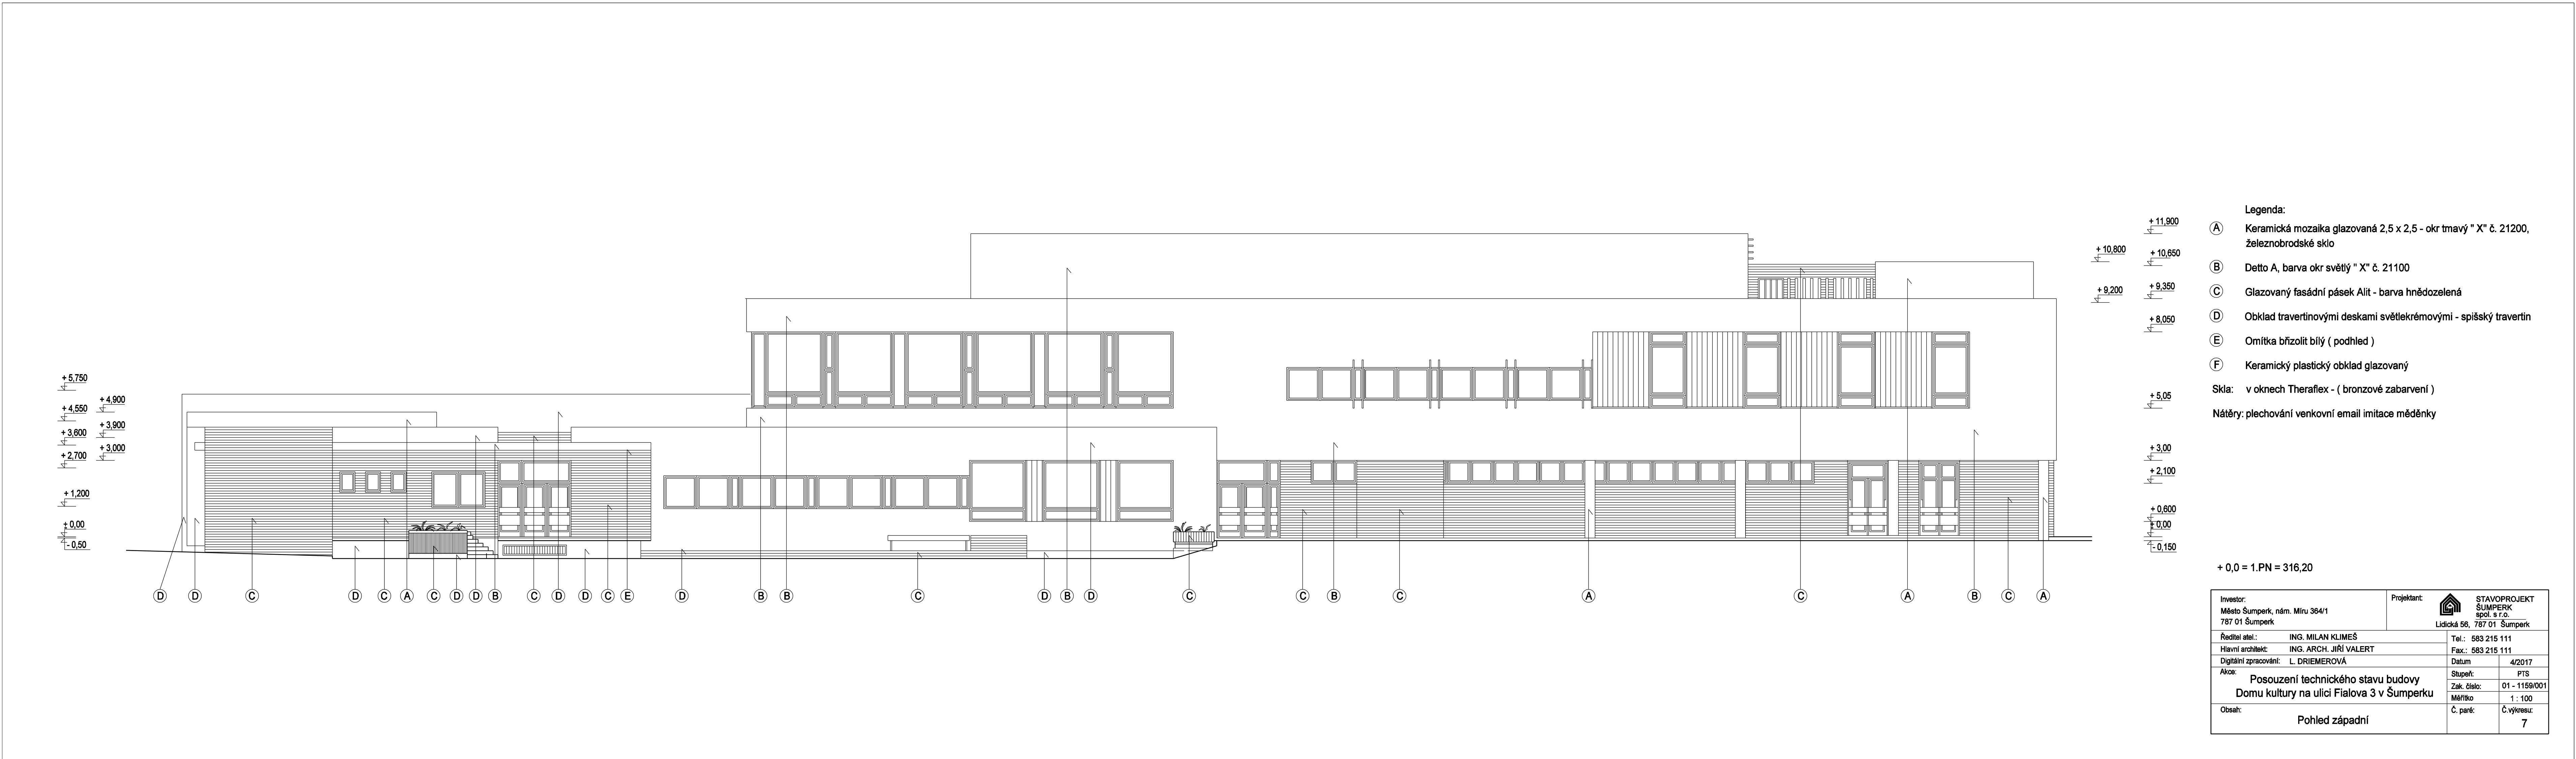 + 5,750
+ 4,900
+ 4,550
+ 3,900
+ 3,600
+ 3,000
+ 2,700
+ 1,200
+ 0,00
- 0,50
D D C D C A C D D B C D D C E D B B C D B D C C B C A C A B C A
+ 11,900
+ 10,800
+ 10,650
+ 9,350
+ 9,200
+ 8,050
+ 5,05
+ 3,00
+ 2,100
+ 0,600
+ 0,00
- 0,150
Legenda:
A Keramická mozaika glazovaná 2,5 x 2,5 - okr tmavý " X" č. 21200,
železnobrodské sklo
B Detto A, barva okr světlý " X" č. 21100
C Glazovaný fasádní pásek Alit - barva hnědozelená
D Obklad travertinovými deskami světlekrémovými - spišský travertin
E Omítka břizolit bílý ( podhled )
F Keramický plastický obklad glazovaný
Skla: v oknech Theraflex - ( bronzové zabarvení )
Nátěry: plechování venkovní email imitace měděnky
+ 0,0 = 1.PN = 316,20
Investor:
Město Šumperk, nám. Míru 364/1
787 01 Šumperk
Projektant:
STAVOPROJEKT
ŠUMPERK
spol. s r.o.
Lidická 56, 787 01 Šumperk
Ředitel atel.: ING. MILAN KLIMEŠ
Tel.: 583 215 111
Hlavní architekt: ING. ARCH. JIŘÍ VALERT
Fax.: 583 215 111
Digitální zpracování: L. DRIEMEROVÁ
Datum 4/2017
Akce:
Posouzení technického stavu budovy
Domu kultury na ulici Fialova 3 v Šumperku
Stupeň: PTS
Zak. číslo: 01 - 1159/001
Měřítko 1 : 100
Obsah:
Pohled západní
Č. paré:
Č.výkresu:
7